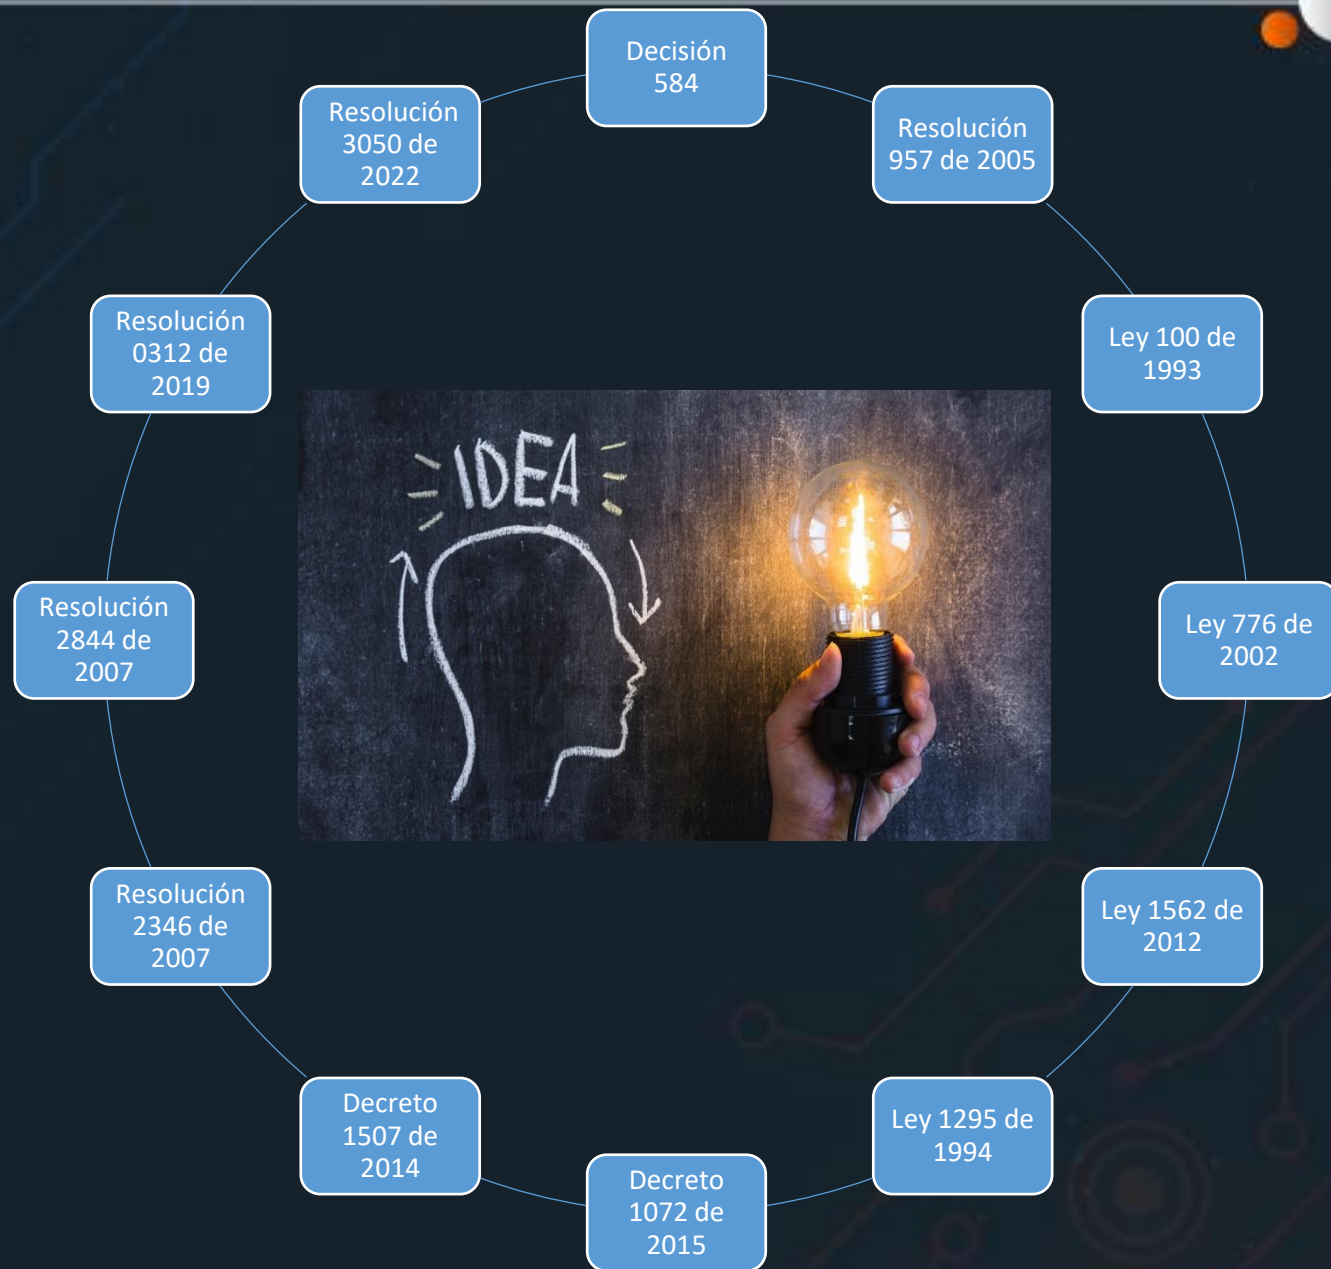 Decisión
584
Resolución
957 de 2005
Ley 100 de
1993
Ley 776 de
2002
Ley 1562 de
2012
Ley 1295 de
1994
Decreto
1072 de
2015
Decreto
1507 de
2014
Resolución
2346 de
2007
Resolución
2844 de
2007
Resolución
0312 de
2019
Resolución
3050 de
2022
IDEA